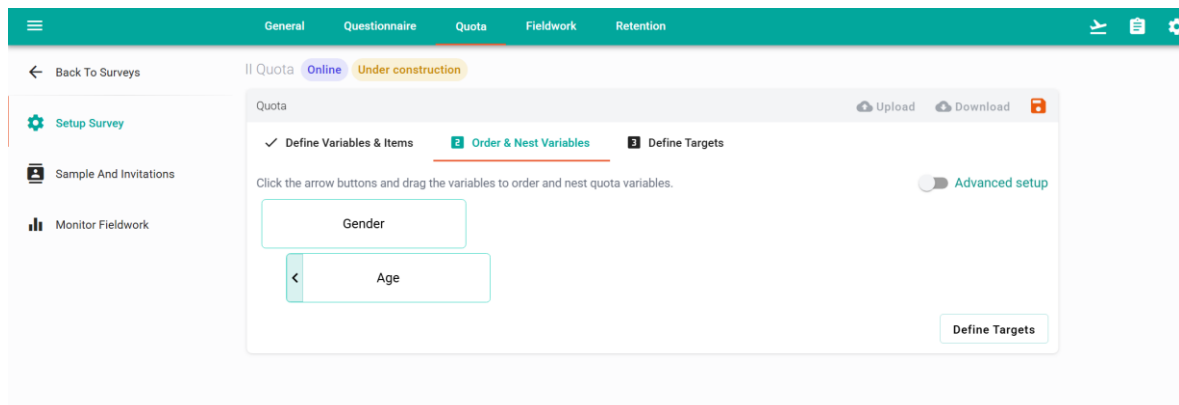 General Questionnaire Quota Fieldwork Retention
Back To Surveys
Setup Survey
Sample And Invitations
Monitor Fieldwork
II Quota Online Under construction
Quota Upload Download
Define Variables & Items 2 Order & Nest Variables 3 Define Targets
Click the arrow buttons and drag the variables to order and nest quota variables. Advanced setup
Gender
Age
Define Targets